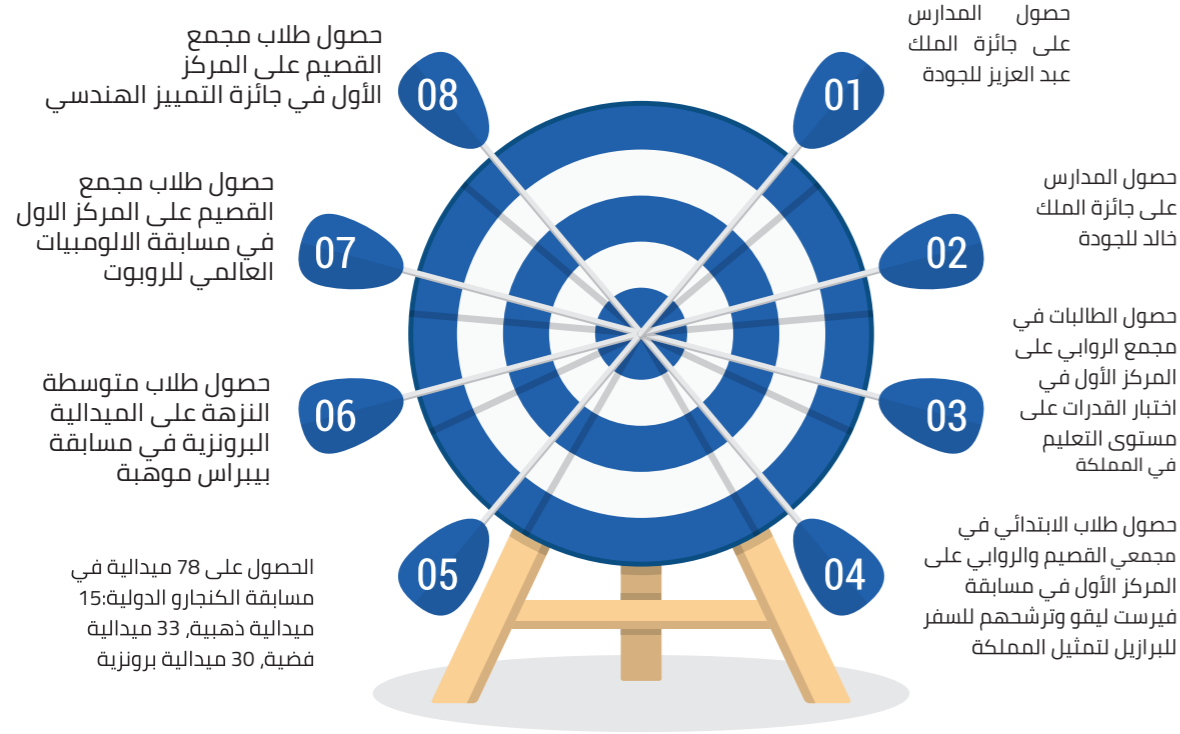 01
حصول المدارس
على جائزة الملك
عبد العزيز للجودة
02
حصول المدارس
على جائزة الملك
خالد للجودة
03
حصول الطالبات في
مجمع الروابي على
المركز الأول في
اختبار القدرات على
مستوى التعليم
في المملكة
04
حصول طلاب الابتدائي في
مجمعي القصيم والروابي على
المركز الأول في مسابقة
فيرست ليقو وترشحهم للسفر
للبرازيل لتمثيل المملكة
05
الحصول على 78 ميدالية في
مسابقة الكنجارو الدولية:15
ميدالية ذهبية, 33 ميدالية
فضية, 30 ميدالية برونزية
06
حصول طلاب متوسطة
النزهة على الميدالية
البرونزية في مسابقة
بيبراس موهبة
07
حصول طلاب مجمع
القصيم على المركز الاول
في مسابقة الالومبيات
العالمي للروبوت
08
حصول طلاب مجمع
القصيم على المركز
الأول في جائزة التمييز الهندسي